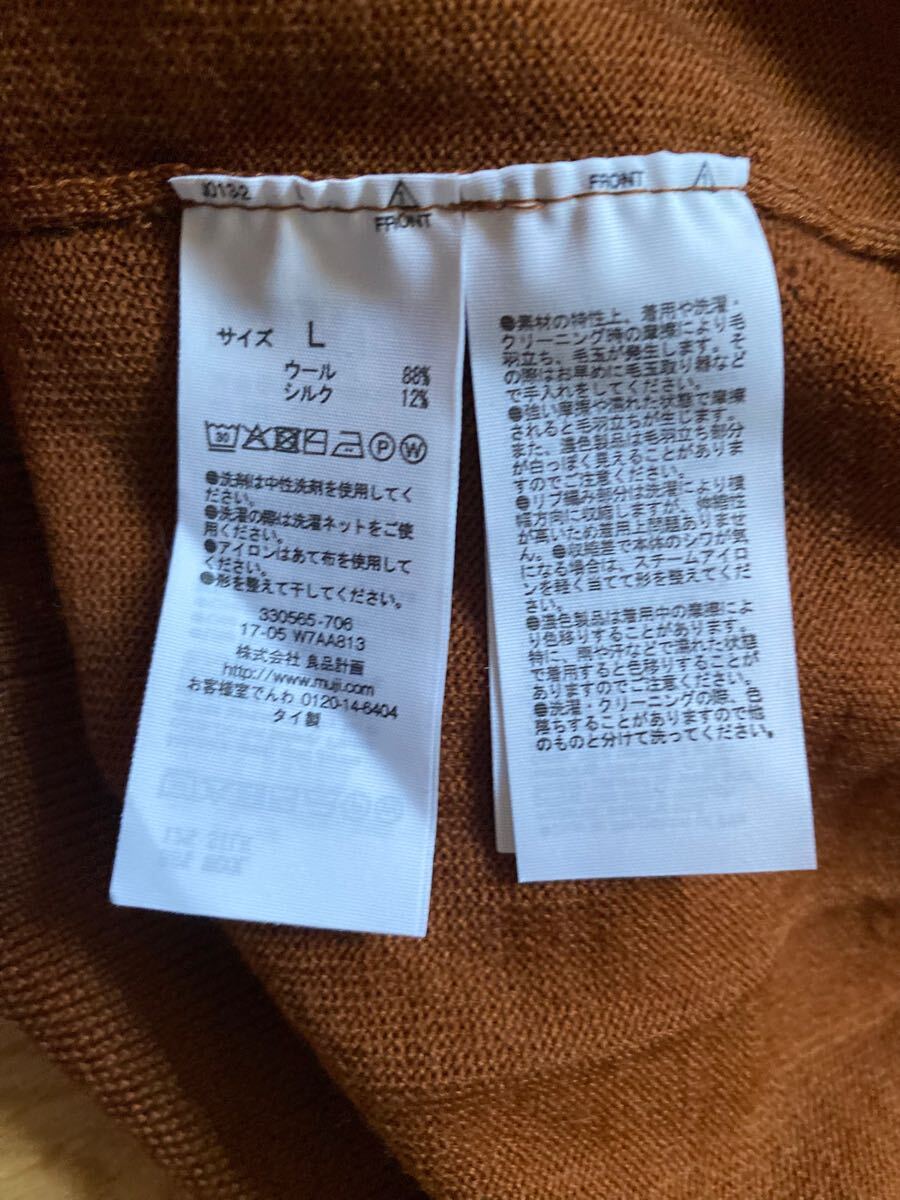 J0132
FRONT
サイズ L
ウール 88%
シルク 12%
30
P W
●洗剤は中性洗剤を使用してく
ださい。
●洗濯の際は洗濯ネットをご使
用ください。
●アイロンはあて布を使用して
ください。
●形を整えて干してください。
330565-706
17-05 W7AA813
株式会社 良品計画
http://www.muji.com
お客様室でんわ 0120-14-6404
タイ製
FRONT
●素材の特性上、着用や洗濯・
クリーニング時の摩擦により毛
羽立ち、毛玉が発生します。そ
の際はお早めに毛玉取り器など
で手入れをしてください。
●強い摩擦や濡れた状態で摩擦
されると毛羽立ちが生じます。
また、濃色製品は毛羽立ち部分
が白っぽく見えることがありま
すのでご注意ください。
●リブ編み部分は洗濯により横
幅方向に収縮しますが、伸縮性
が高いため着用上問題ありませ
ん。●収縮差で本体のシワが気
になる場合は、スチームアイロ
ンを軽く当てて形を整えてくだ
さい。
●濃色製品は着用中の摩擦によ
り色移りすることがあります。
特に、雨や汗などで濡れた状態
で着用すると色移りすることが
ありますのでご注意ください。
●洗濯・クリーニングの際、色
落ちすることがありますので他
のものと分けて洗ってください。